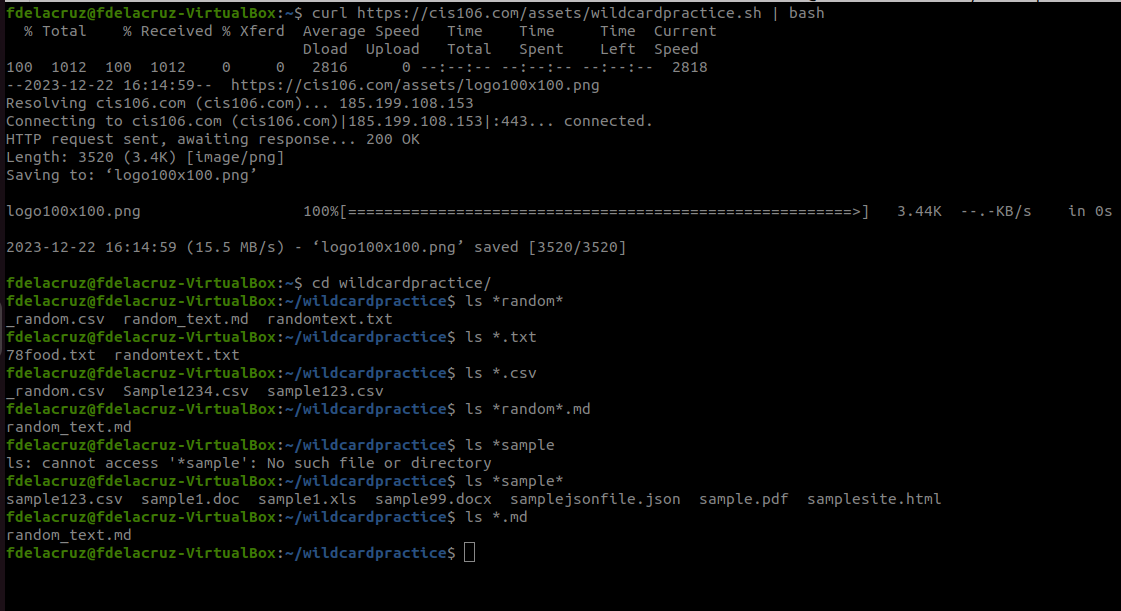 fdelacruz@fdelacruz-VirtualBox:~$ curl https://cis106.com/assets/wildcardpractice.sh | bash
  % Total    % Received % Xferd  Average Speed   Time    Time     Time  Current
                                 Dload  Upload   Total   Spent    Left  Speed
100  1012  100  1012    0     0   2816      0 --:--:-- --:--:-- --:--:--  2818
--2023-12-22 16:14:59--  https://cis106.com/assets/logo100x100.png
Resolving cis106.com (cis106.com)... 185.199.108.153
Connecting to cis106.com (cis106.com)|185.199.108.153|:443... connected.
HTTP request sent, awaiting response... 200 OK
Length: 3520 (3.4K) [image/png]
Saving to: ‘logo100x100.png’
logo100x100.png                  100%[========================================================>]   3.44K  --.-KB/s    in 0s
2023-12-22 16:14:59 (15.5 MB/s) - ‘logo100x100.png’ saved [3520/3520]
fdelacruz@fdelacruz-VirtualBox:~$ cd wildcardpractice/
fdelacruz@fdelacruz-VirtualBox:~/wildcardpractice$ ls *random*
_random.csv  random_text.md  randomtext.txt
fdelacruz@fdelacruz-VirtualBox:~/wildcardpractice$ ls *.txt
78food.txt  randomtext.txt
fdelacruz@fdelacruz-VirtualBox:~/wildcardpractice$ ls *.csv
_random.csv  Sample1234.csv  sample123.csv
fdelacruz@fdelacruz-VirtualBox:~/wildcardpractice$ ls *random*.md
random_text.md
fdelacruz@fdelacruz-VirtualBox:~/wildcardpractice$ ls *sample
ls: cannot access '*sample': No such file or directory
fdelacruz@fdelacruz-VirtualBox:~/wildcardpractice$ ls *sample*
sample123.csv  sample1.doc  sample1.xls  sample99.docx  samplejsonfile.json  sample.pdf  samplesite.html
fdelacruz@fdelacruz-VirtualBox:~/wildcardpractice$ ls *.md
random_text.md
fdelacruz@fdelacruz-VirtualBox:~/wildcardpractice$